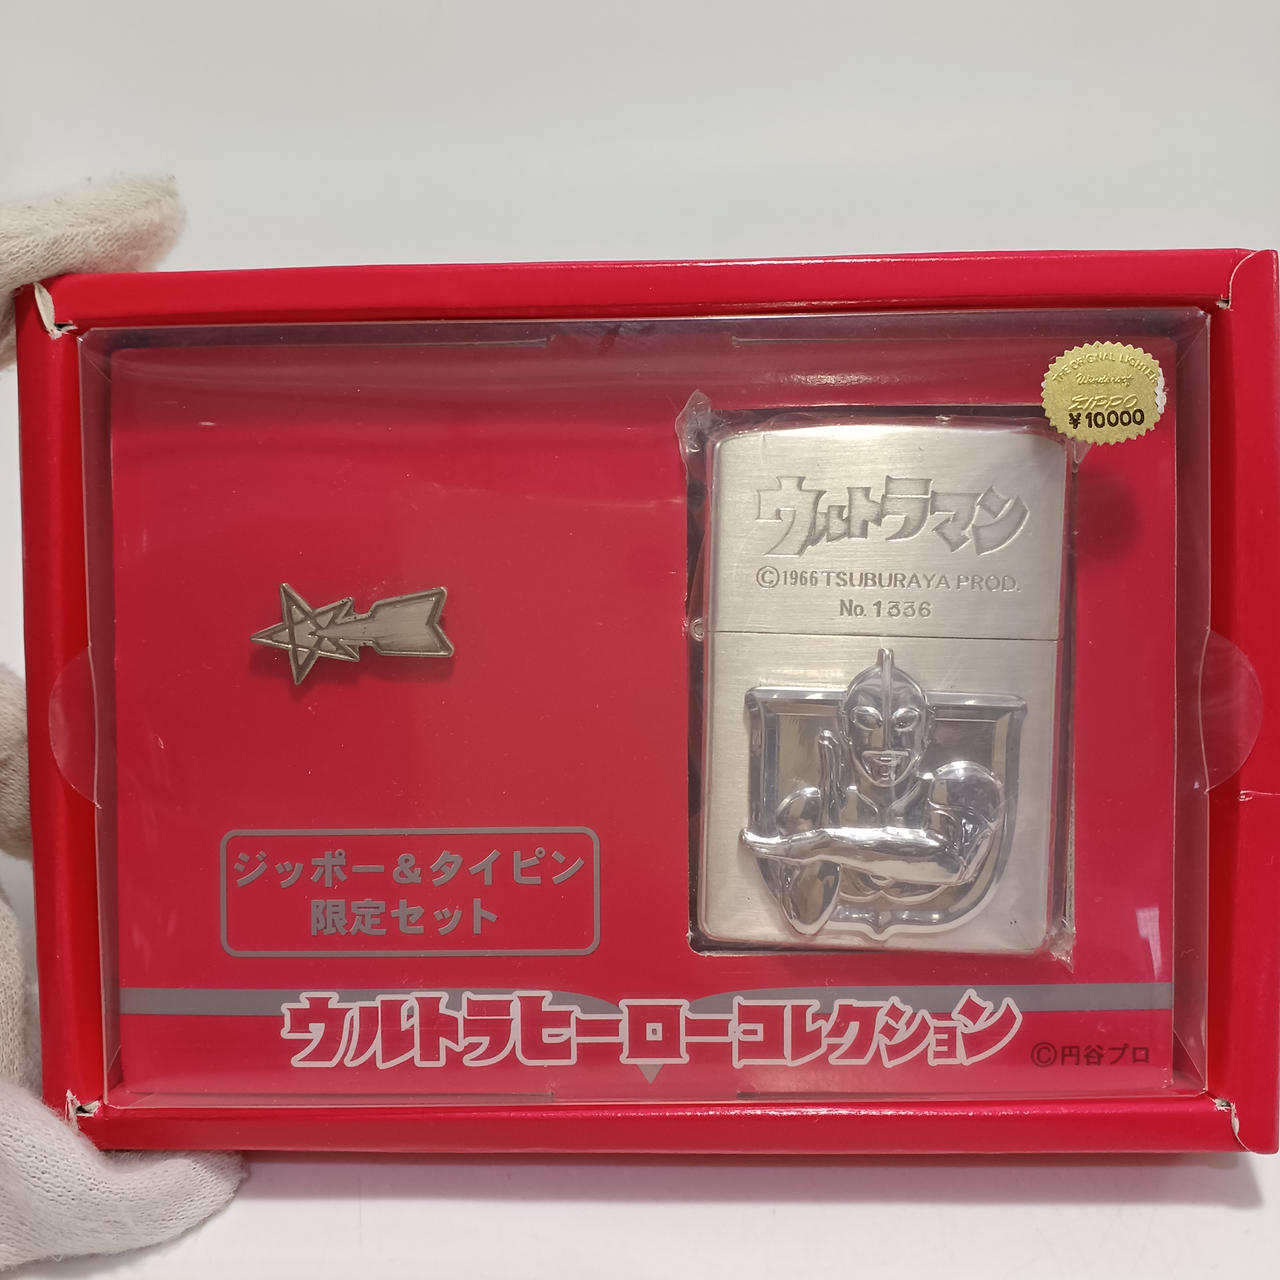 THE ORIGINAL LIGHTER
Windproof
ZIPPO
¥10000
ウルトラマン
©1966 TSUBURAYA PROD.
No. 1336
ジッポー&タイピン
限定セット
ウルトラヒーローコレクション
©円谷プロ